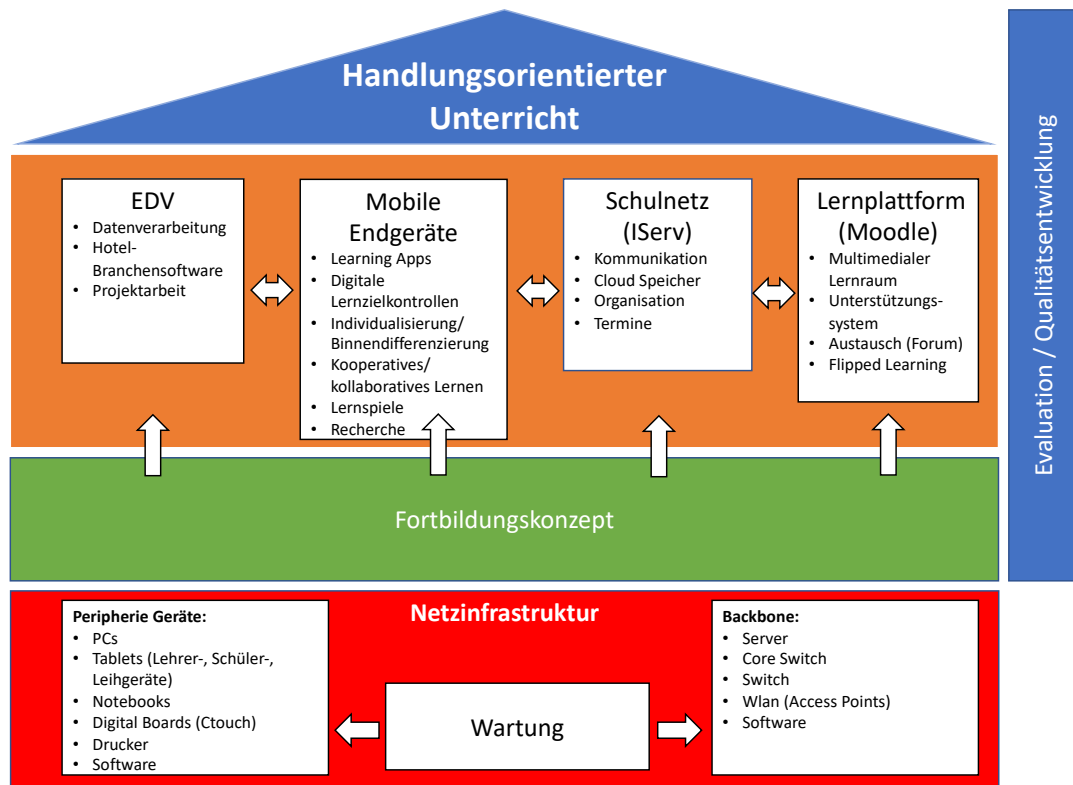 Handlungsorientierter
Unterricht
EDV
• Datenverarbeitung
• Hotel-
Branchensoftware
• Projektarbeit
Mobile
Endgeräte
• Learning Apps
• Digitale
Lernzielkontrollen
• Individualisierung/
Binnendifferenzierung
• Kooperatives/
kollaboratives Lernen
• Lernspiele
• Recherche
Schulnetz
(IServ)
• Kommunikation
• Cloud Speicher
• Organisation
• Termine
Lernplattform
(Moodle)
• Multimedialer
Lernraum
• Unterstützungs-
system
• Austausch (Forum)
• Flipped Learning
Evaluation / Qualitätsentwicklung
Fortbildungskonzept
Netzinfrastruktur
Peripherie Geräte:
• PCs
• Tablets (Lehrer-, Schüler-,
Leihgeräte)
• Notebooks
• Digital Boards (Ctouch)
• Drucker
• Software
Wartung
Backbone:
• Server
• Core Switch
• Switch
• Wlan (Access Points)
• Software